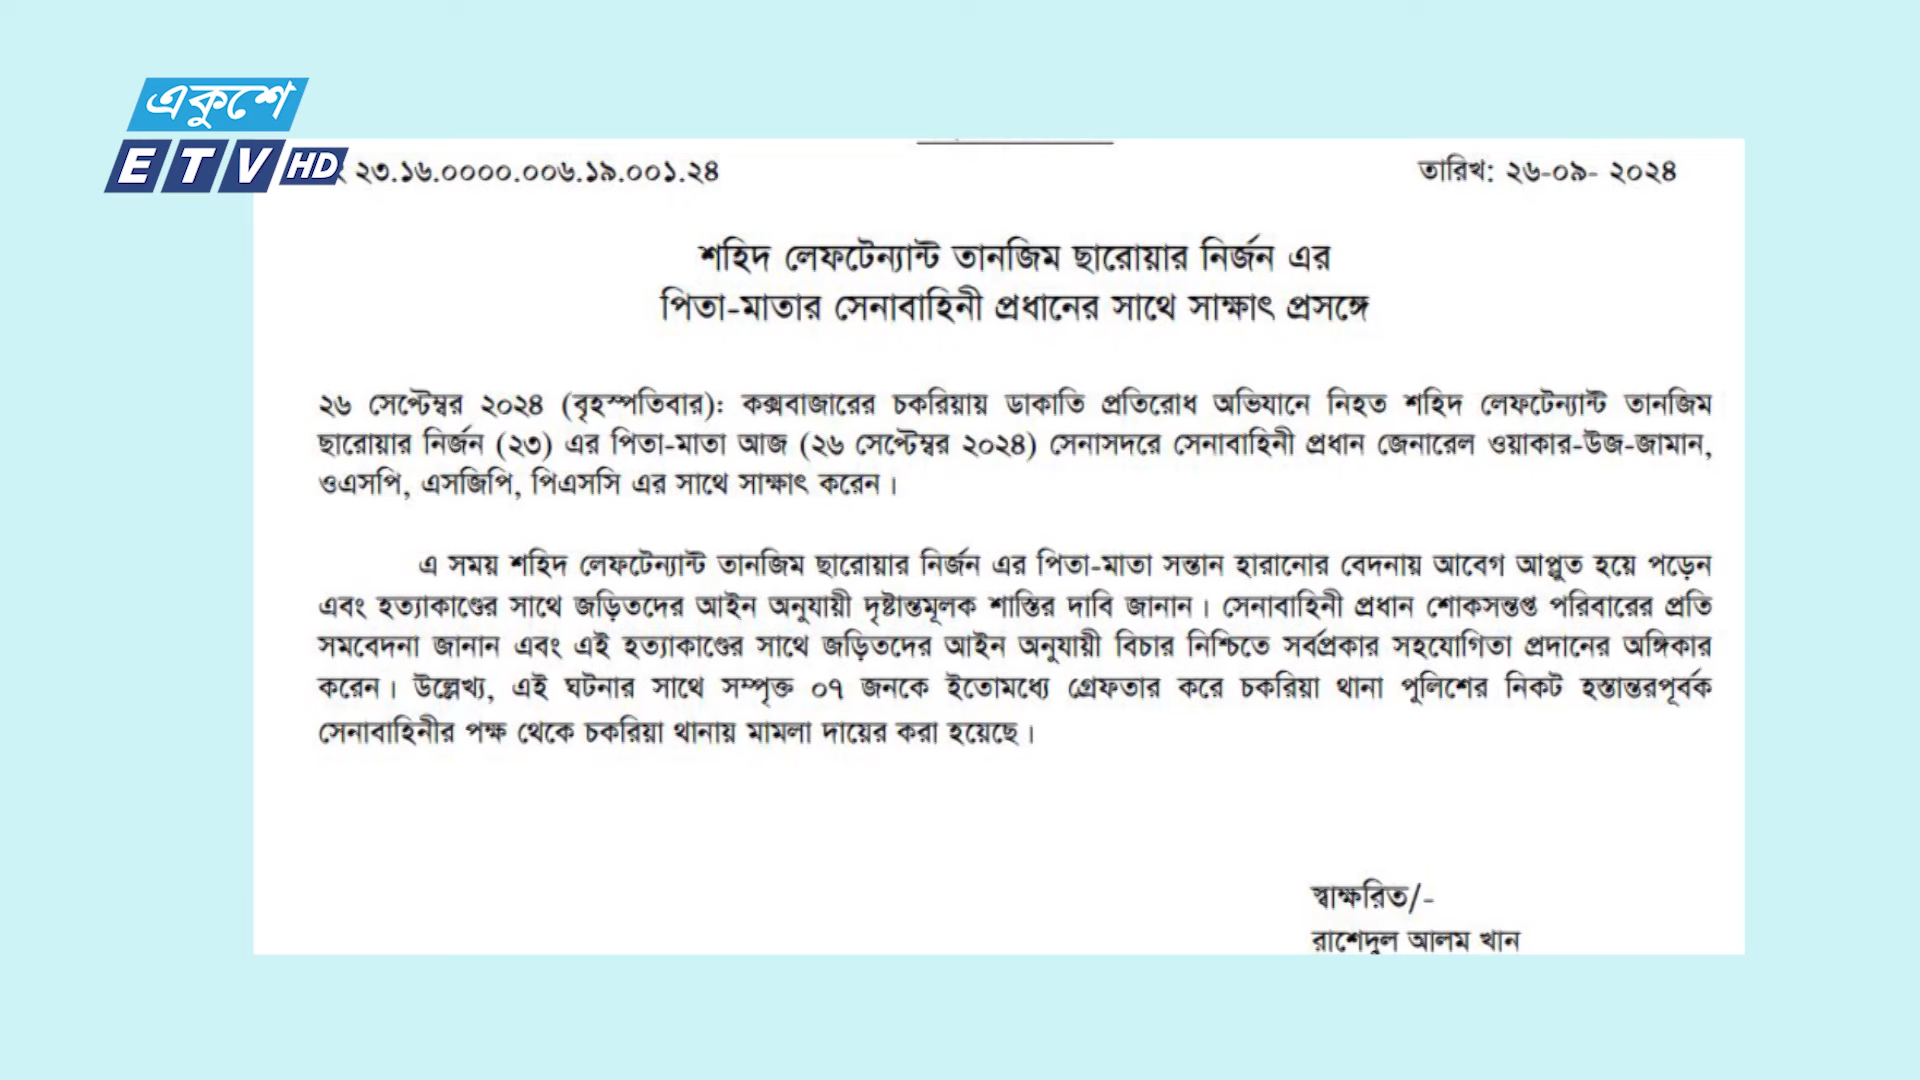 একুশে
ETV HD
২৩.১৬.০০০০.০০৬.১৯.০০১.২৪
তারিখ: ২৬-০৯- ২০২৪
শহিদ লেফটেন্যান্ট তানজিম ছারোয়ার নির্জন এর
পিতা-মাতার সেনাবাহিনী প্রধানের সাথে সাক্ষাৎ প্রসঙ্গে
২৬ সেপ্টেম্বর ২০২৪ (বৃহস্পতিবার): কক্সবাজারের চকরিয়ায় ডাকাতি প্রতিরোধ অভিযানে নিহত শহিদ লেফটেন্যান্ট তানজিম
ছারোয়ার নির্জন (২৩) এর পিতা-মাতা আজ (২৬ সেপ্টেম্বর ২০২৪) সেনাসদরে সেনাবাহিনী প্রধান জেনারেল ওয়াকার-উজ-জামান,
ওএসপি, এসজিপি, পিএসসি এর সাথে সাক্ষাৎ করেন।
এ সময় শহিদ লেফটেন্যান্ট তানজিম ছারোয়ার নির্জন এর পিতা-মাতা সন্তান হারানোর বেদনায় আবেগ আপ্লুত হয়ে পড়েন
এবং হত্যাকাণ্ডের সাথে জড়িতদের আইন অনুযায়ী দৃষ্টান্তমূলক শাস্তির দাবি জানান। সেনাবাহিনী প্রধান শোকসন্তপ্ত পরিবারের প্রতি
সমবেদনা জানান এবং এই হত্যাকাণ্ডের সাথে জড়িতদের আইন অনুযায়ী বিচার নিশ্চিতে সর্বপ্রকার সহযোগিতা প্রদানের অঙ্গিকার
করেন। উল্লেখ্য, এই ঘটনার সাথে সম্পৃক্ত ০৭ জনকে ইতোমধ্যে গ্রেফতার করে চকরিয়া থানা পুলিশের নিকট হস্তান্তরপূর্বক
সেনাবাহিনীর পক্ষ থেকে চকরিয়া থানায় মামলা দায়ের করা হয়েছে।
স্বাক্ষরিত/-
রাশেদুল আলম খান